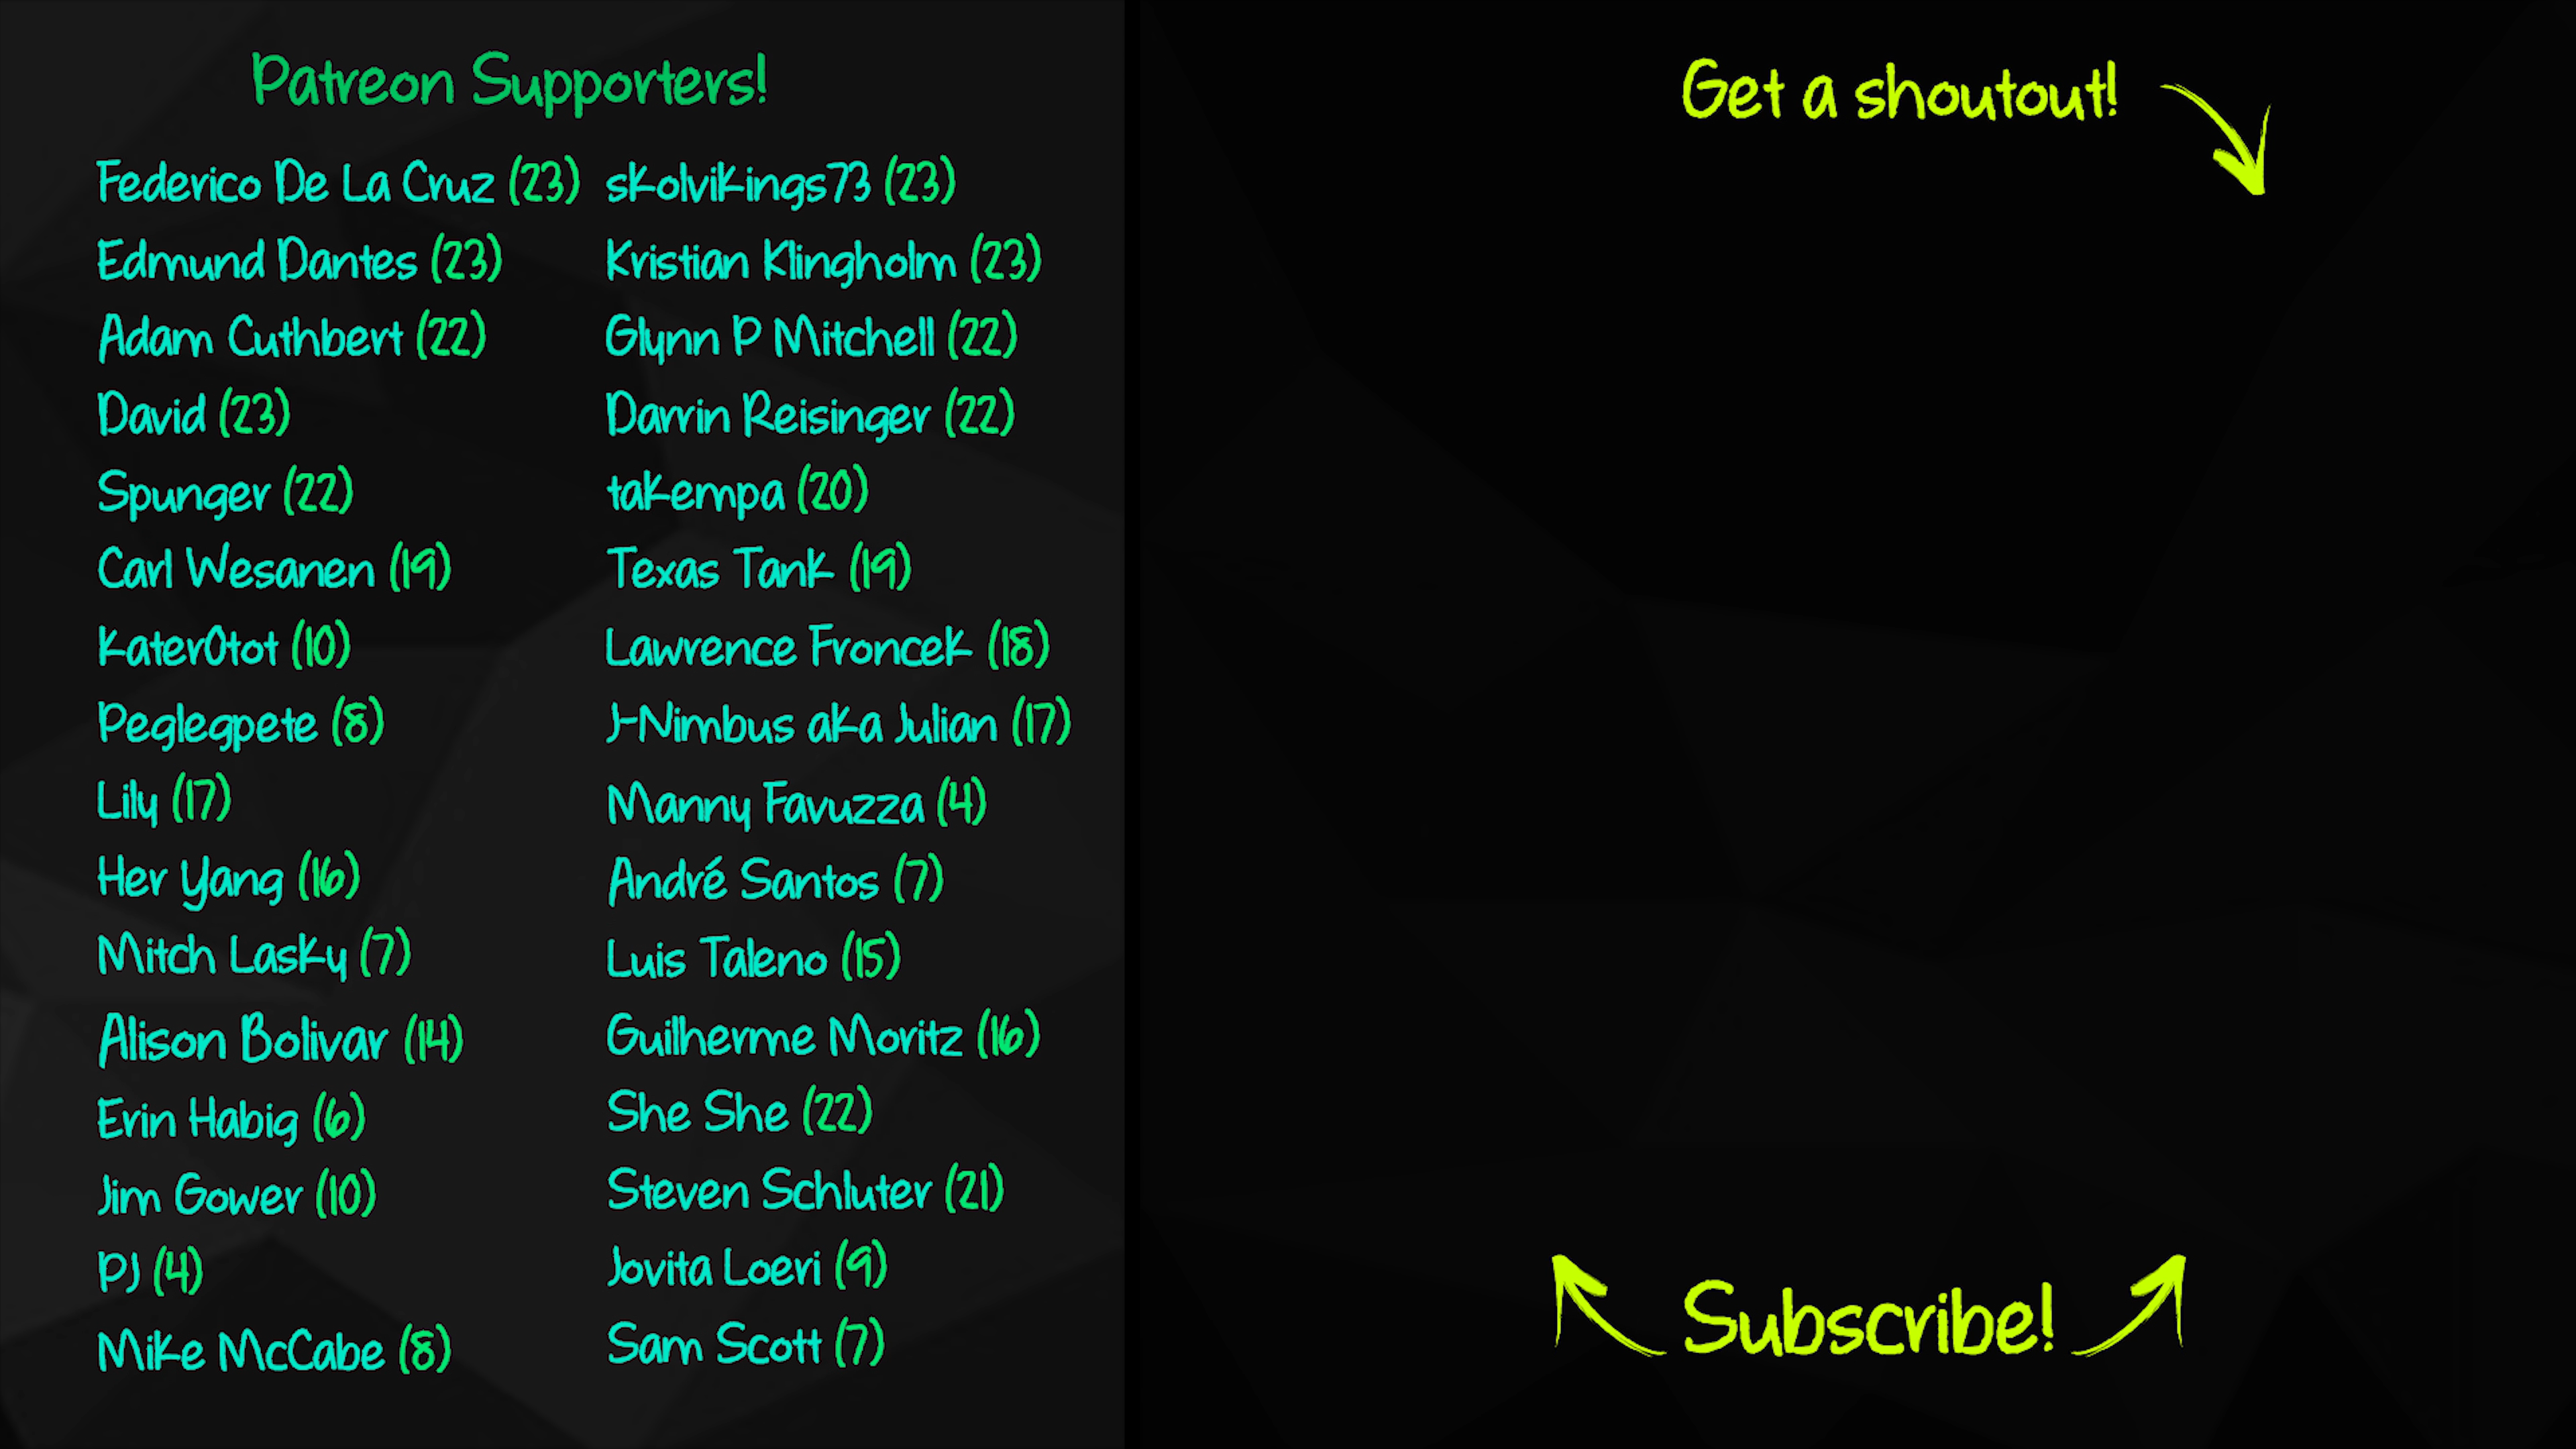 Patreon Supporters!
Federico De La Cruz (23)
Edmund Dantes (23)
Adam Cuthbert (22)
David (23)
Spunger (22)
Carl Wesanen (19)
Kater0tot (10)
Peglegpete (8)
Lily (17)
Her Yang (16)
Mitch Lasky (7)
Alison Bolivar (14)
Erin Habig (6)
Jim Gower (10)
PJ (4)
Mike McCabe (8)
skolvikings73 (23)
Kristian Klingholm (23)
Glynn P Mitchell (22)
Darrin Reisinger (22)
takempa (20)
Texas Tank (19)
Lawrence Froncek (18)
J-Nimbus aka Julian (17)
Manny Favuzza (4)
André Santos (7)
Luis Taleno (15)
Guilherme Moritz (16)
She She (22)
Steven Schluter (21)
Jovita Loeri (9)
Sam Scott (7)
Get a shoutout!
Subscribe!